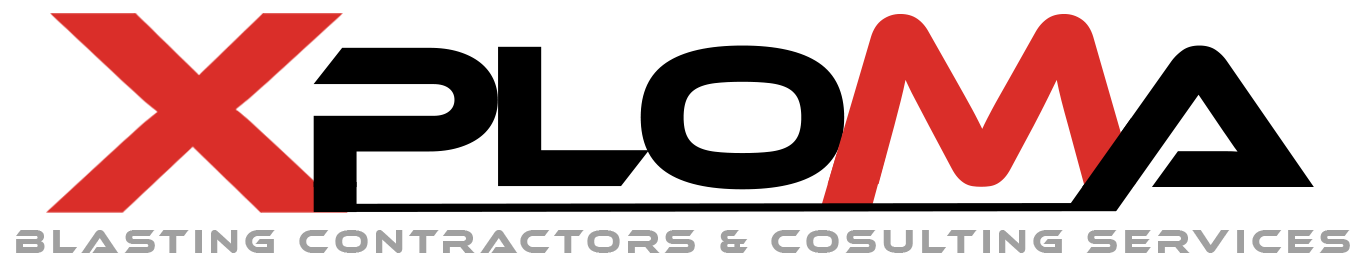 XPLOMA
BLASTING CONTRACTORS & COSULTING SERVICES